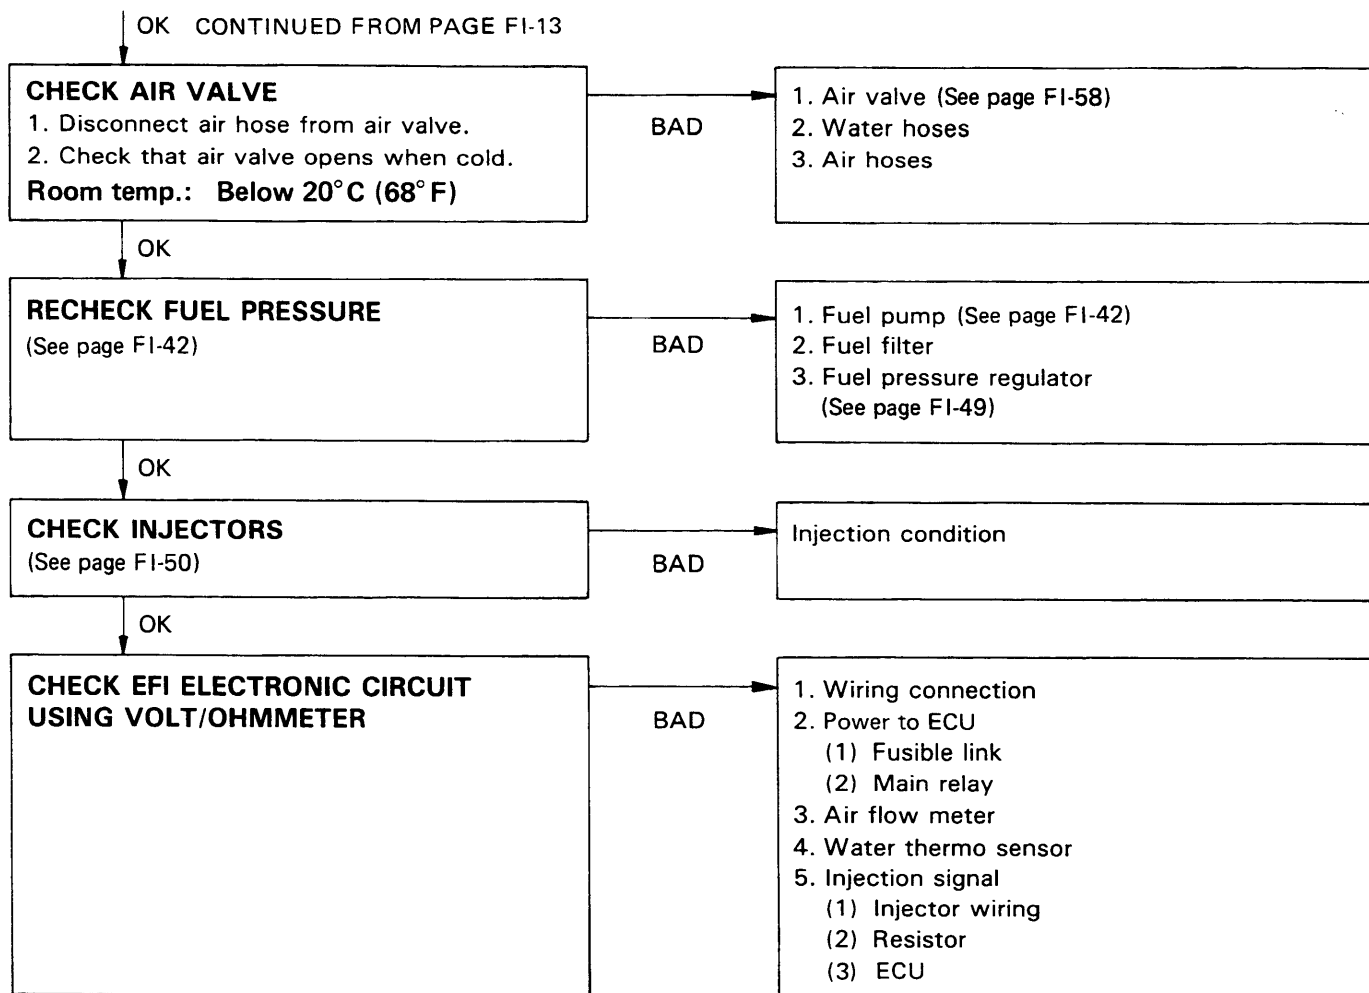 OK CONTINUED FROM PAGE FI-13
CHECK AIR VALVE
1. Disconnect air hose from air valve.
2. Check that air valve opens when cold.
Room temp.: Below 20°C (68°F)
BAD
1. Air valve (See page FI-58)
2. Water hoses
3. Air hoses
OK
RECHECK FUEL PRESSURE
(See page FI-42)
BAD
1. Fuel pump (See page FI-42)
2. Fuel filter
3. Fuel pressure regulator
(See page FI-49)
OK
CHECK INJECTORS
(See page FI-50)
BAD
Injection condition
OK
CHECK EFI ELECTRONIC CIRCUIT
USING VOLT/OHMMETER
BAD
1. Wiring connection
2. Power to ECU
(1) Fusible link
(2) Main relay
3. Air flow meter
4. Water thermo sensor
5. Injection signal
(1) Injector wiring
(2) Resistor
(3) ECU